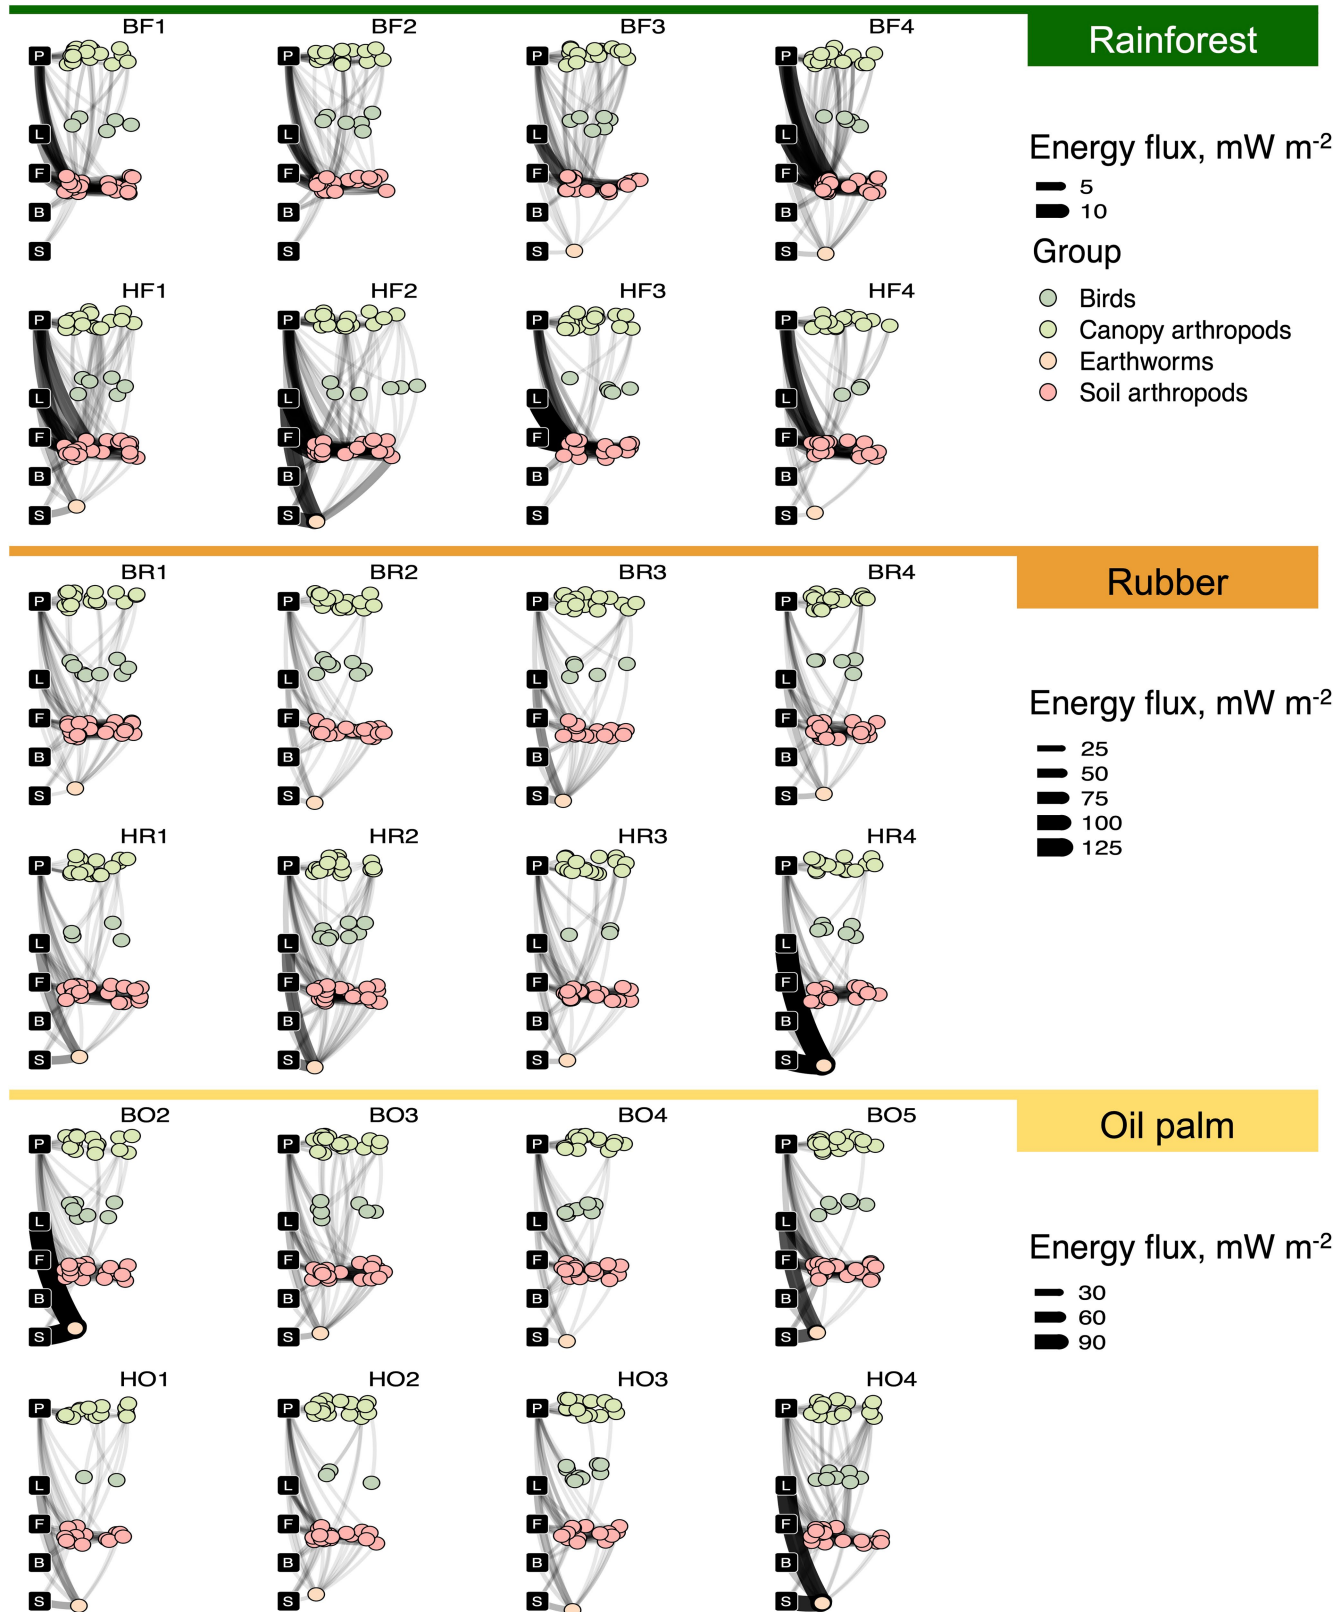 BF1 BF2 BF3 BF4
Rainforest
P P P P
L L L L
F F F F
B B B B
S S S S
Energy flux, mW m-2
5
10
Group
Birds
Canopy arthropods
Earthworms
Soil arthropods
HF1 HF2 HF3 HF4
P P P P
L L L L
F F F F
B B B B
S S S S
Rubber
BR1 BR2 BR3 BR4
P P P P
L L L L
F F F F
B B B B
S S S S
Energy flux, mW m-2
25
50
75
100
125
HR1 HR2 HR3 HR4
P P P P
L L L L
F F F F
B B B B
S S S S
Oil palm
BO2 BO3 BO4 BO5
P P P P
L L L L
F F F F
B B B B
S S S S
Energy flux, mW m-2
30
60
90
HO1 HO2 HO3 HO4
P P P P
L L L L
F F F F
B B B B
S S S S